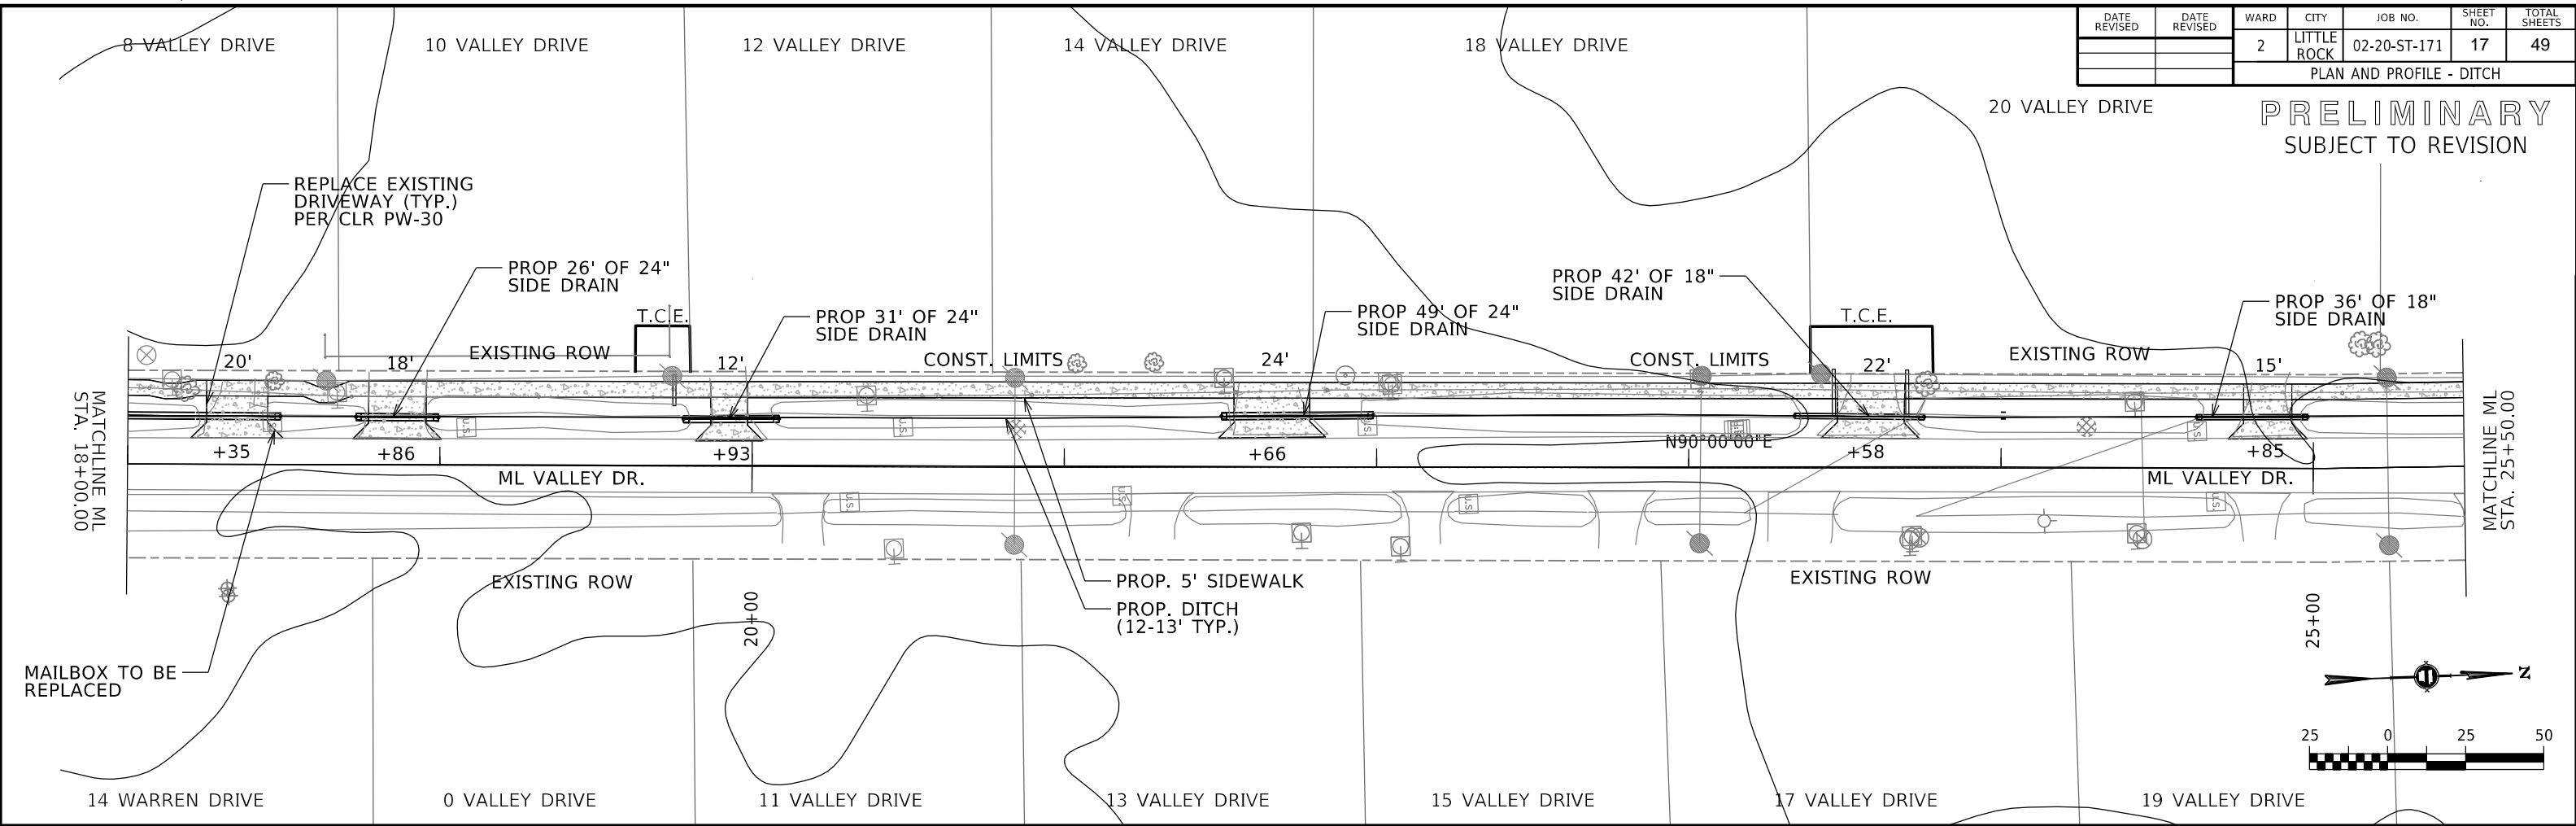 DATE REVISED
DATE REVISED
WARD
CITY
JOB NO.
SHEET NO.
TOTAL SHEETS
2
LITTLE ROCK
02-20-ST-171
17
49
PLAN AND PROFILE - DITCH
PRELIMINARY
SUBJECT TO REVISION
8 VALLEY DRIVE
10 VALLEY DRIVE
12 VALLEY DRIVE
14 VALLEY DRIVE
18 VALLEY DRIVE
20 VALLEY DRIVE
REPLACE EXISTING
DRIVEWAY (TYP.)
PER CLR PW-30
PROP 26' OF 24"
SIDE DRAIN
T.C.E.
PROP 31' OF 24"
SIDE DRAIN
PROP 49' OF 24"
SIDE DRAIN
PROP 42' OF 18"
SIDE DRAIN
T.C.E.
PROP 36' OF 18"
SIDE DRAIN
20'
18'
EXISTING ROW
12'
CONST. LIMITS
24'
CONST. LIMITS
22'
EXISTING ROW
15'
MATCHLINE ML
STA. 18+00.00
MATCHLINE ML
STA. 25+50.00
U.S.
U.S.
U.S.
U.S.
U.S.
N90°00'00"E
+35
+86
+93
+66
+58
+85
ML VALLEY DR.
ML VALLEY DR.
U.S.
U.S.
U.S.
U.S.
EXISTING ROW
PROP. 5' SIDEWALK
EXISTING ROW
PROP. DITCH
(12-13' TYP.)
20+00
25+00
MAILBOX TO BE
REPLACED
N
25 0 25 50
14 WARREN DRIVE
0 VALLEY DRIVE
11 VALLEY DRIVE
13 VALLEY DRIVE
15 VALLEY DRIVE
17 VALLEY DRIVE
19 VALLEY DRIVE